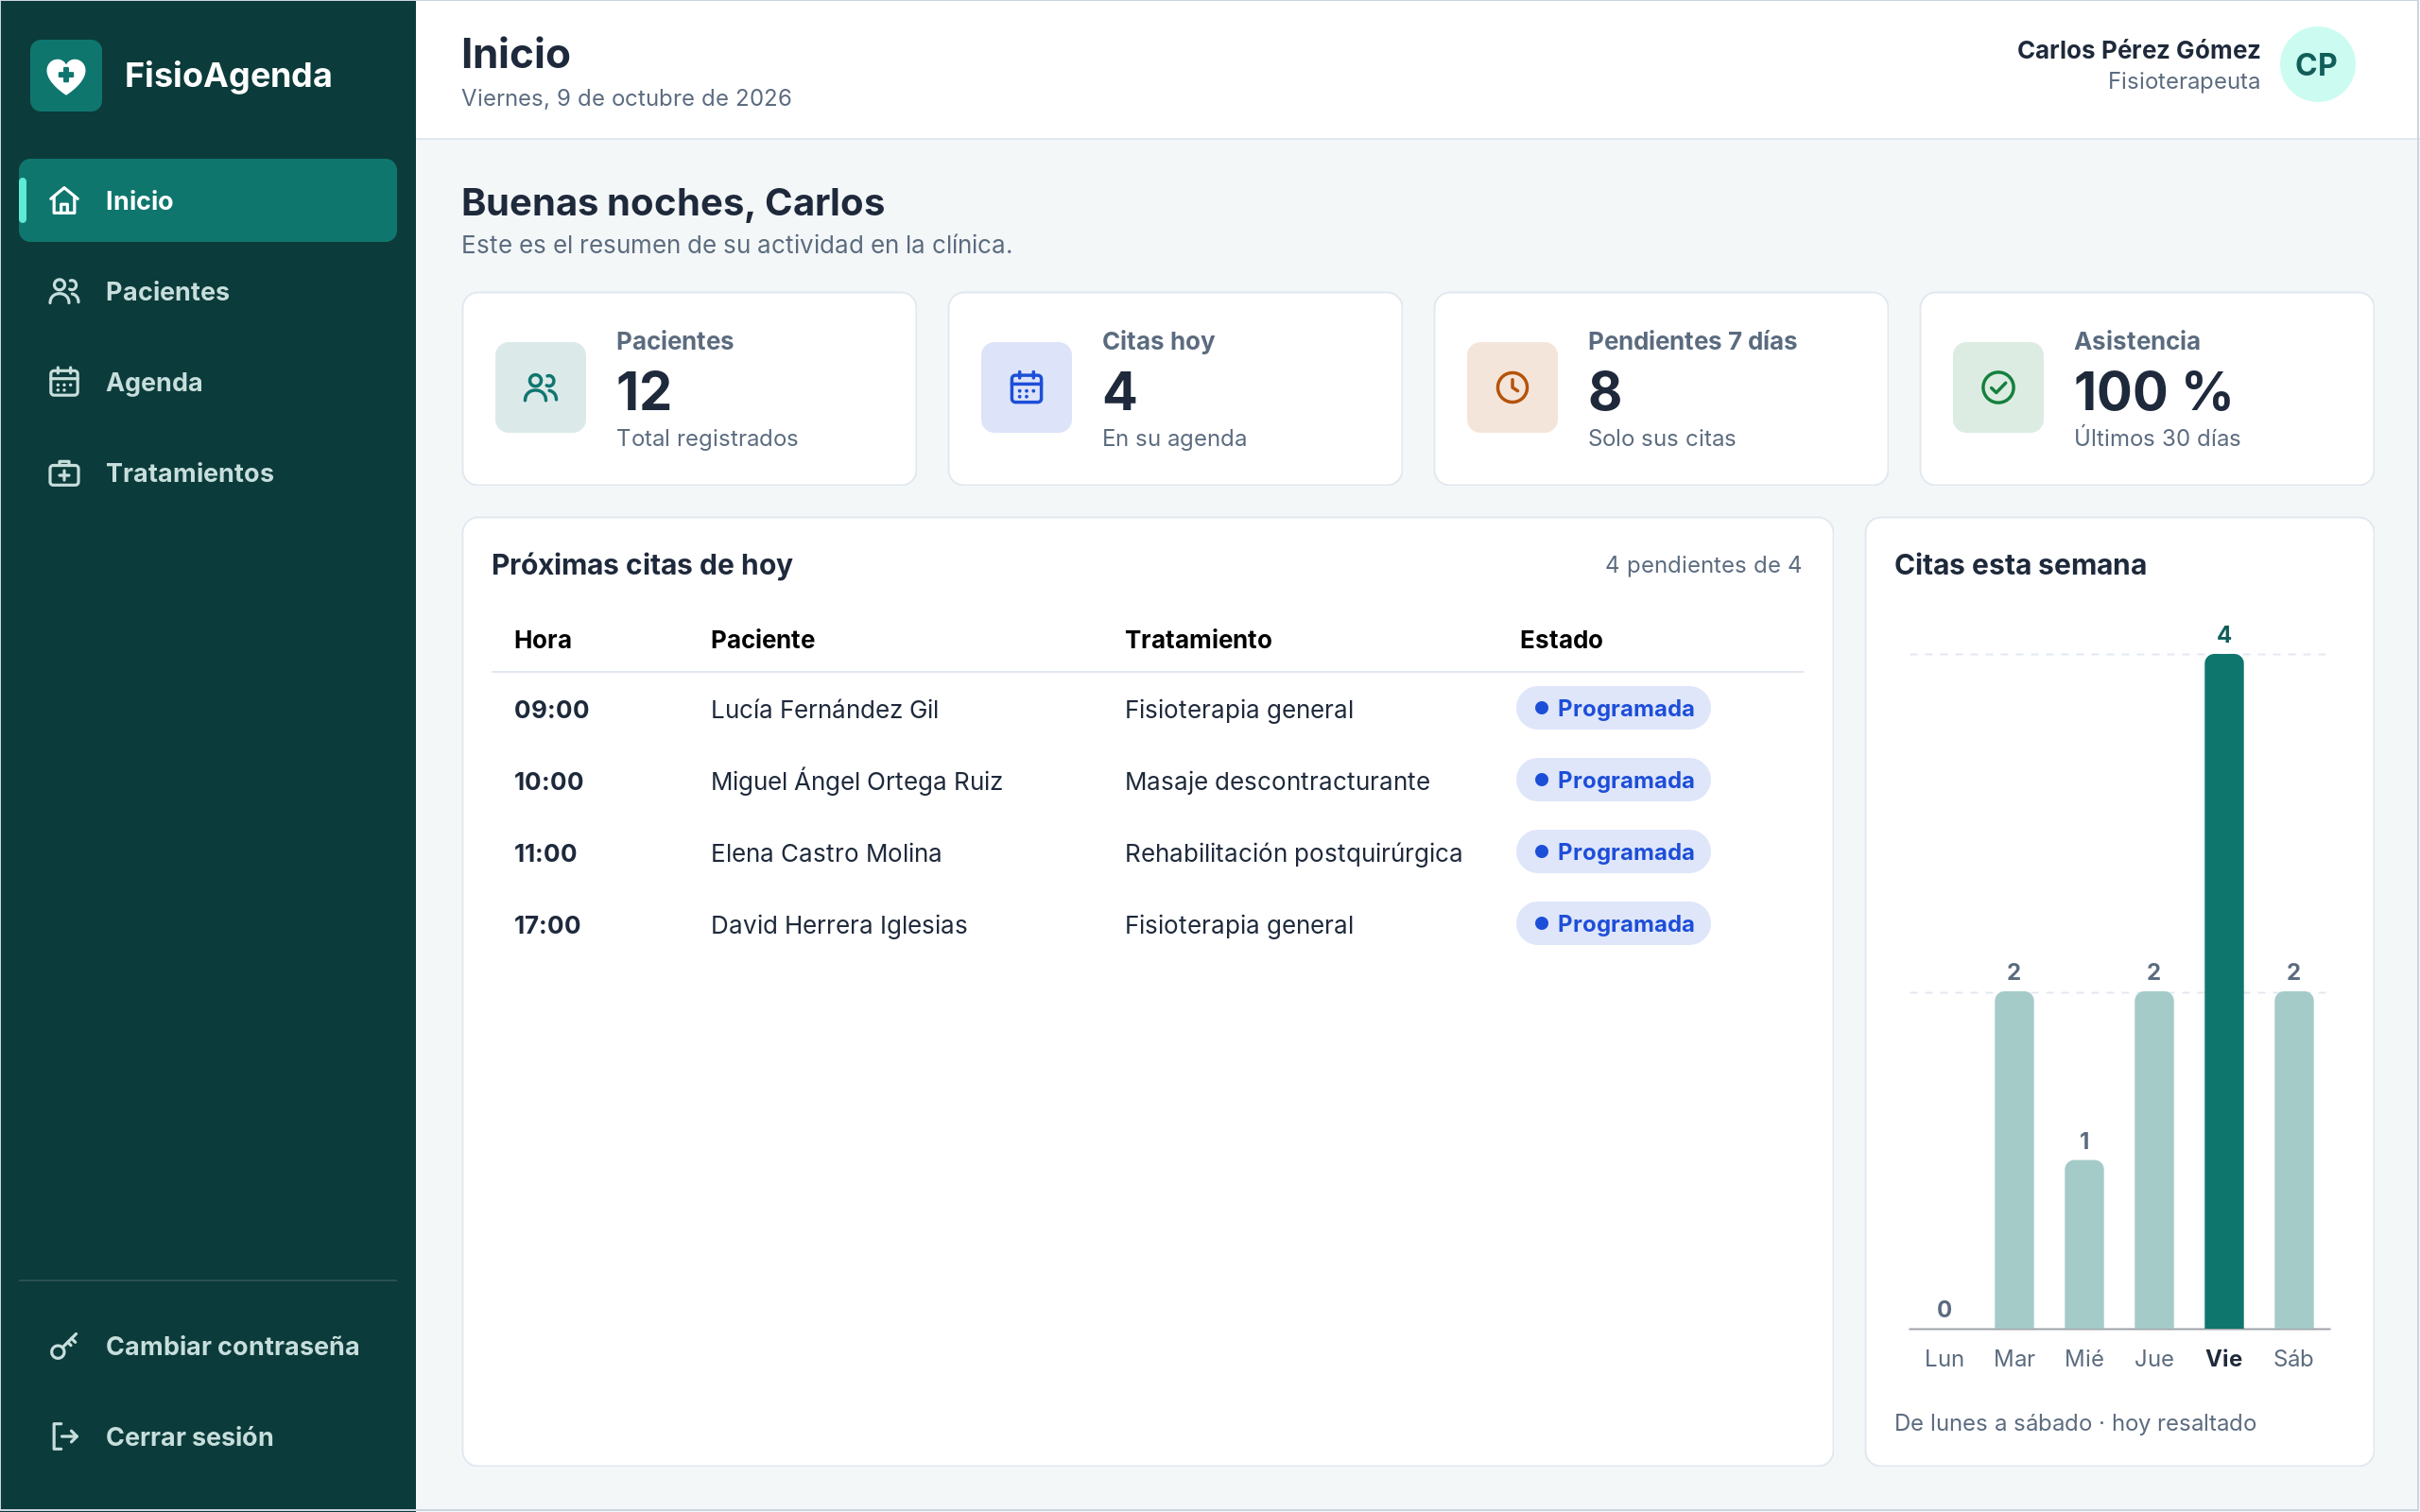 FisioAgenda
Inicio
Pacientes
Agenda
Tratamientos
Cambiar contraseña
Cerrar sesión
Inicio
Viernes, 9 de octubre de 2026
Carlos Pérez Gómez
Fisioterapeuta
CP
Buenas noches, Carlos
Este es el resumen de su actividad en la clínica.
Pacientes
12
Total registrados
Citas hoy
4
En su agenda
Pendientes 7 días
8
Solo sus citas
Asistencia
100 %
Últimos 30 días
Próximas citas de hoy 4 pendientes de 4
Hora Paciente Tratamiento Estado
09:00 Lucía Fernández Gil Fisioterapia general Programada
10:00 Miguel Ángel Ortega Ruiz Masaje descontracturante Programada
11:00 Elena Castro Molina Rehabilitación postquirúrgica Programada
17:00 David Herrera Iglesias Fisioterapia general Programada
Citas esta semana
0 2 1 2 4 2
Lun Mar Mié Jue Vie Sáb
De lunes a sábado · hoy resaltado